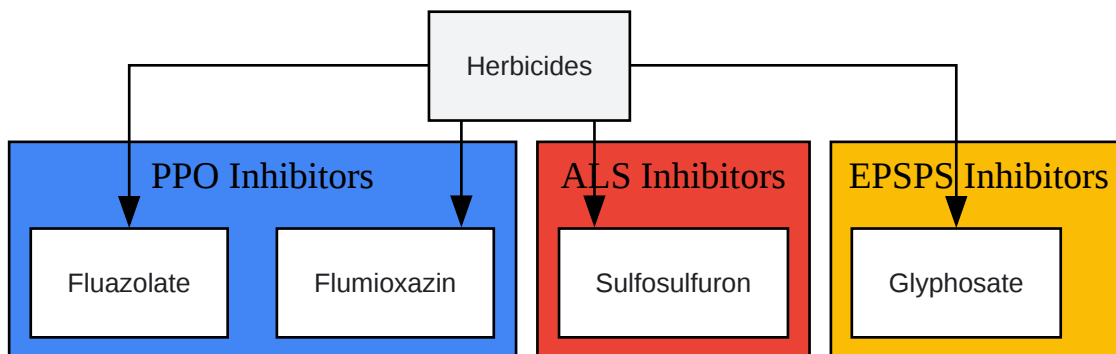 Herbicides
PPO Inhibitors
ALS Inhibitors
EPSPS Inhibitors
Fluazolate
Flumioxazin
Sulfosulfuron
Glyphosate